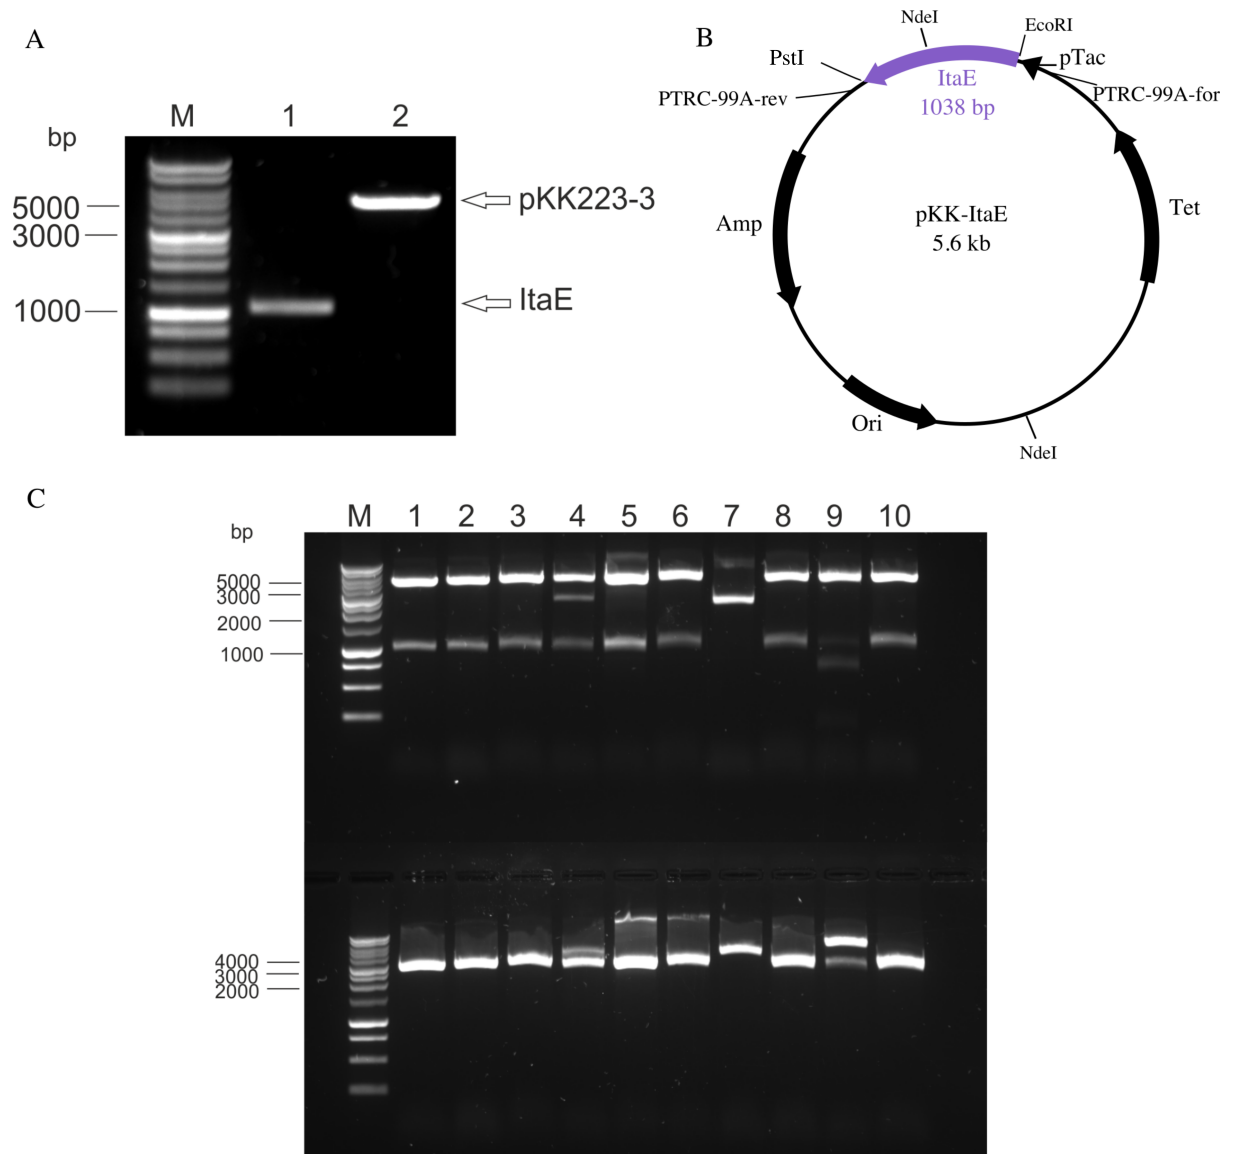 A
M 1 2
bp
5000
3000
1000
pKK223-3
ItaE
B
NdeI
EcoRI
PstI
pTac
PTRC-99A-rev
PTRC-99A-for
ItaE
1038 bp
Amp
pKK-ItaE
5.6 kb
Tet
Ori
NdeI
C
M 1 2 3 4 5 6 7 8 9 10
bp
5000
3000
2000
1000
4000
3000
2000